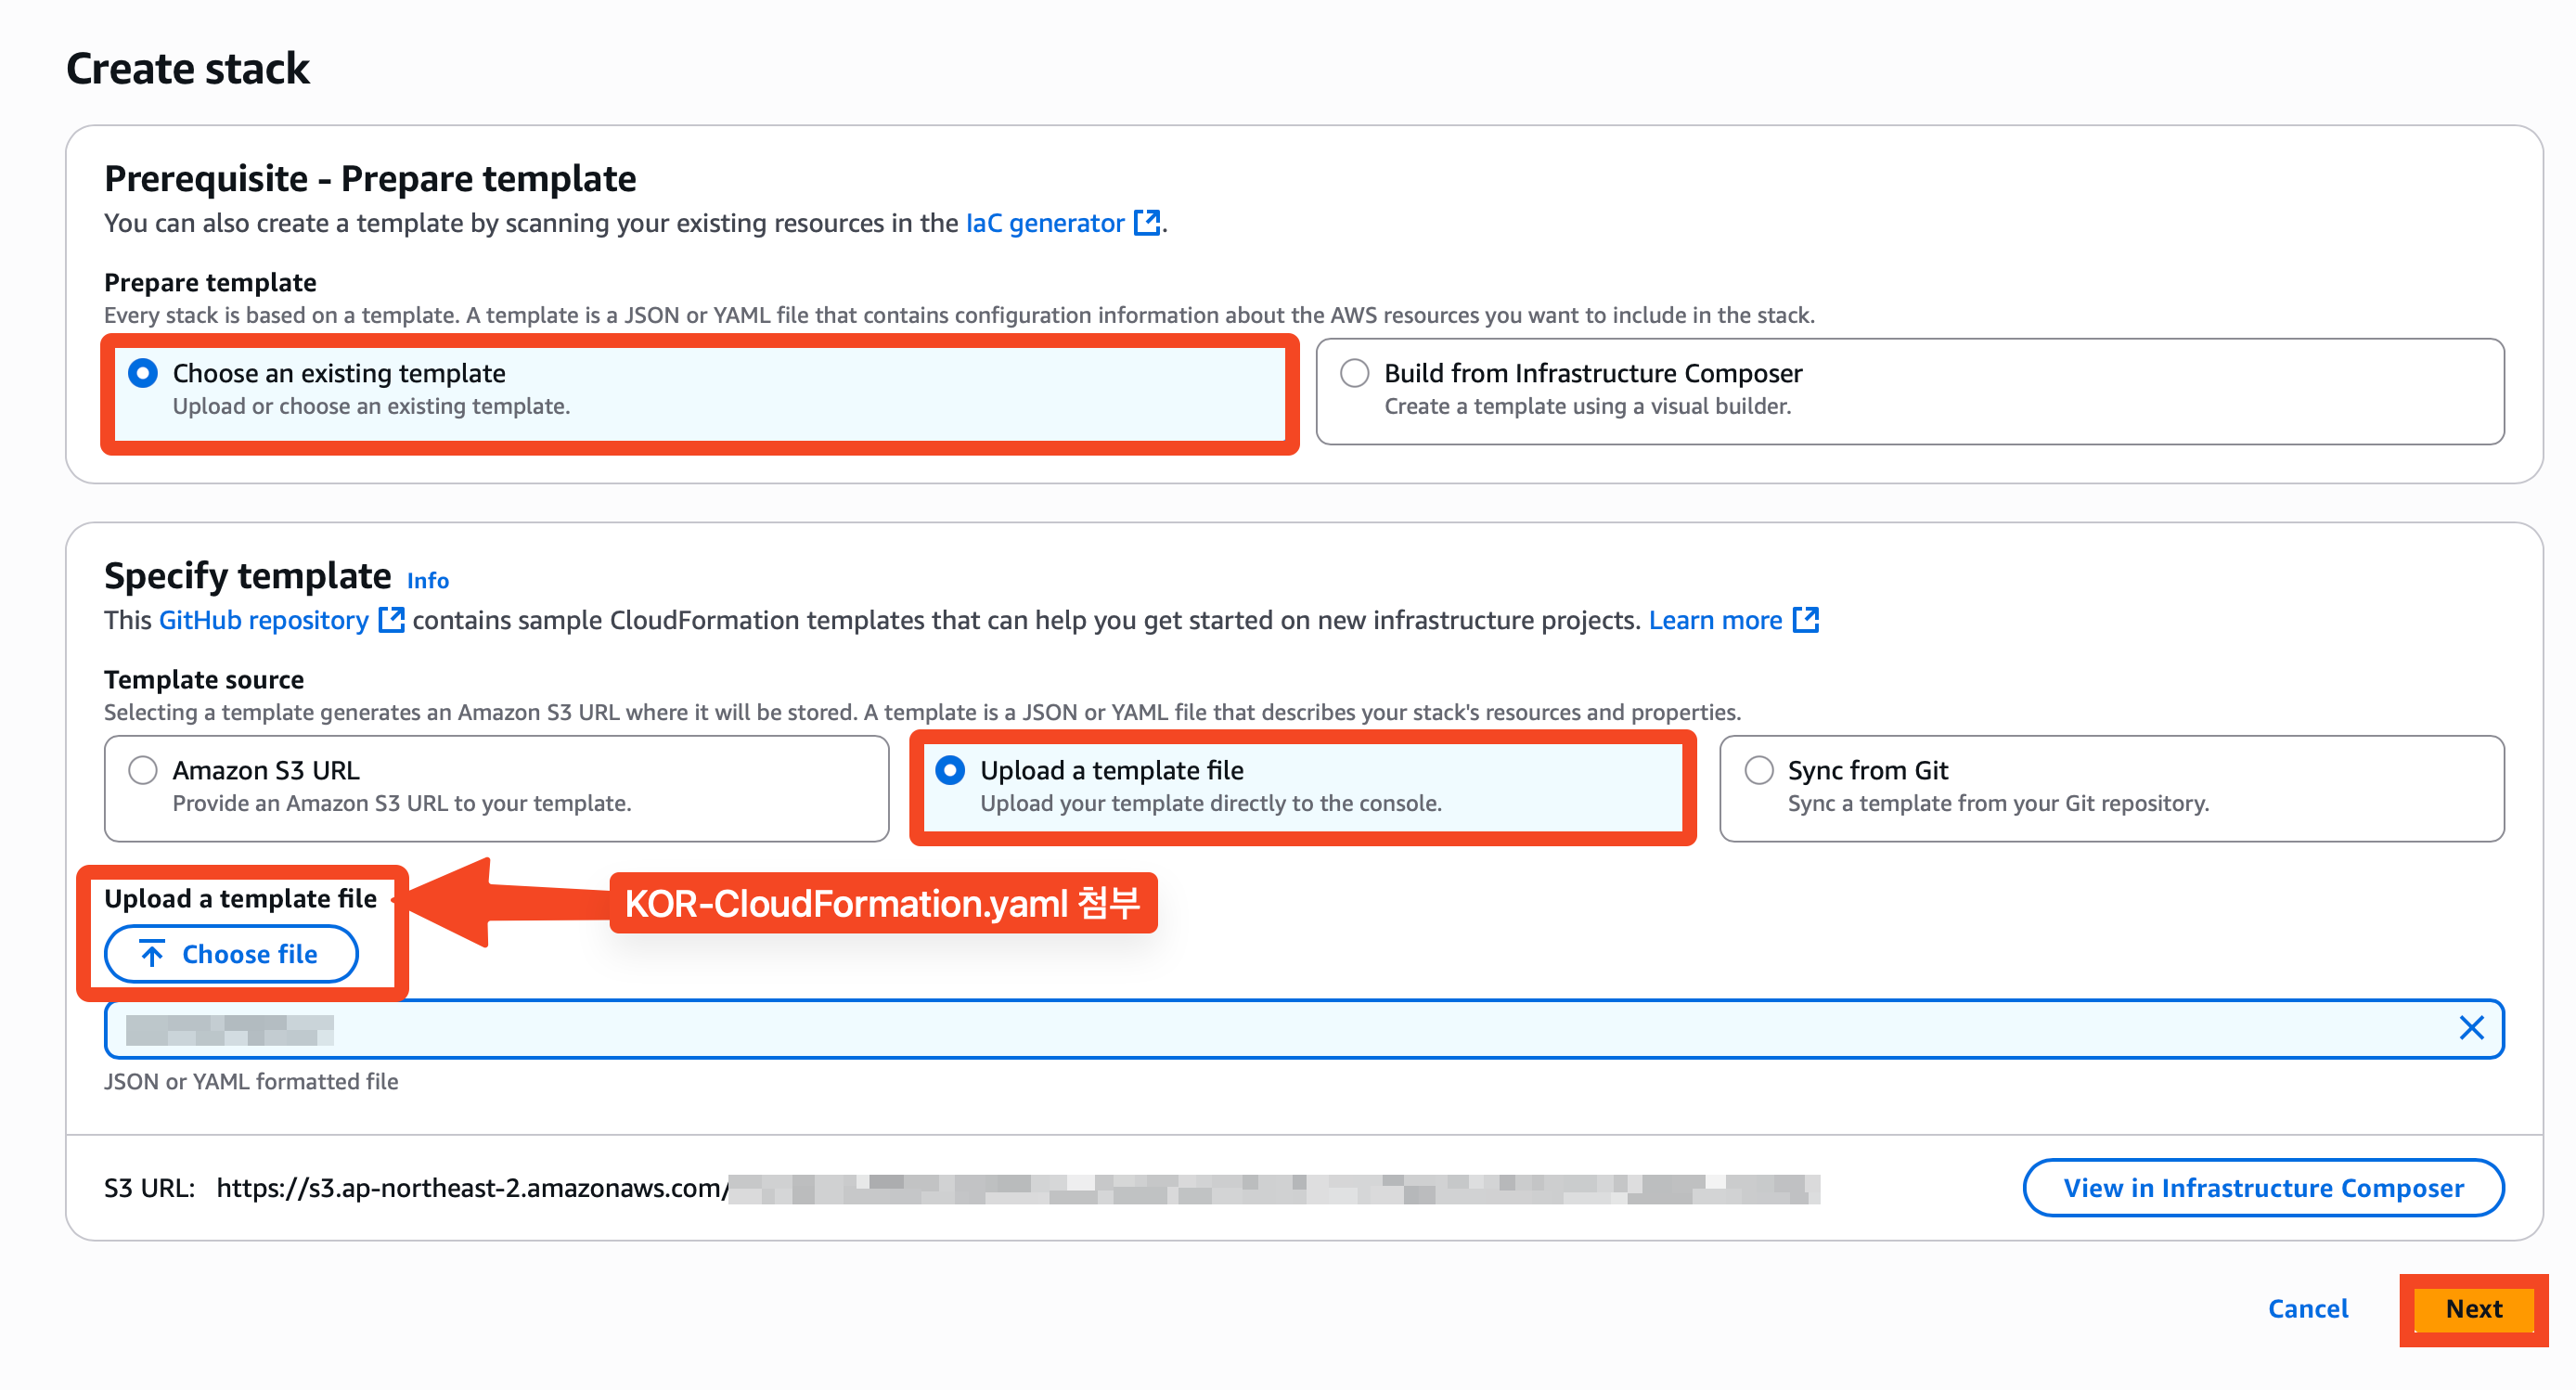 Create stack
Prerequisite - Prepare template
You can also create a template by scanning your existing resources in the IaC generator.
Prepare template
Every stack is based on a template. A template is a JSON or YAML file that contains configuration information about the AWS resources you want to include in the stack.
Choose an existing template
Upload or choose an existing template.
Build from Infrastructure Composer
Create a template using a visual builder.
Specify template Info
This GitHub repository contains sample CloudFormation templates that can help you get started on new infrastructure projects. Learn more
Template source
Selecting a template generates an Amazon S3 URL where it will be stored. A template is a JSON or YAML file that describes your stack's resources and properties.
Amazon S3 URL
Provide an Amazon S3 URL to your template.
Upload a template file
Upload your template directly to the console.
Sync from Git
Sync a template from your Git repository.
Upload a template file
KOR-CloudFormation.yaml 첨부
Choose file
JSON or YAML formatted file
S3 URL: https://s3.ap-northeast-2.amazonaws.com/
View in Infrastructure Composer
Cancel
Next